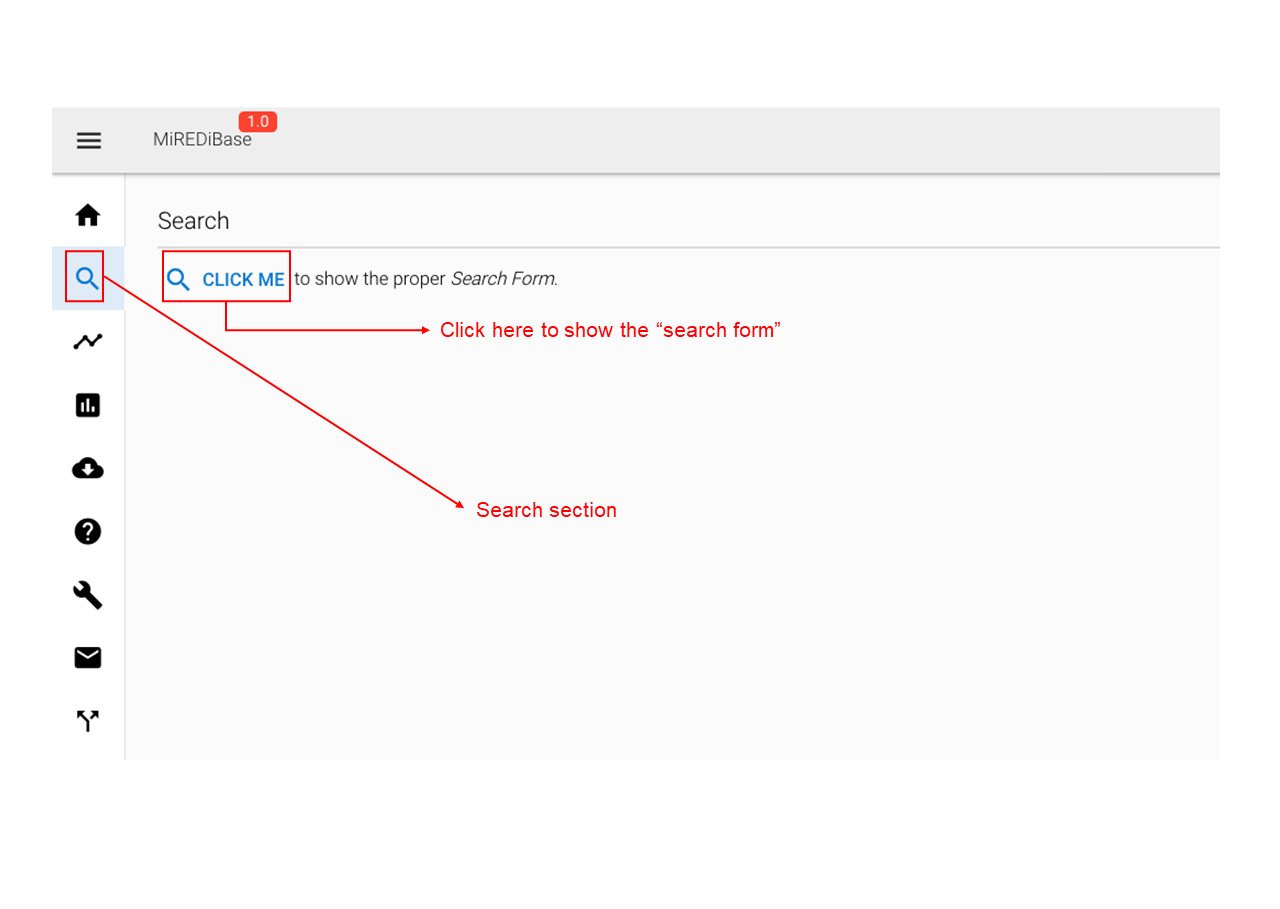 1.0
MiREDiBase
Search
CLICK ME to show the proper Search Form.
Click here to show the “search form”
Search section